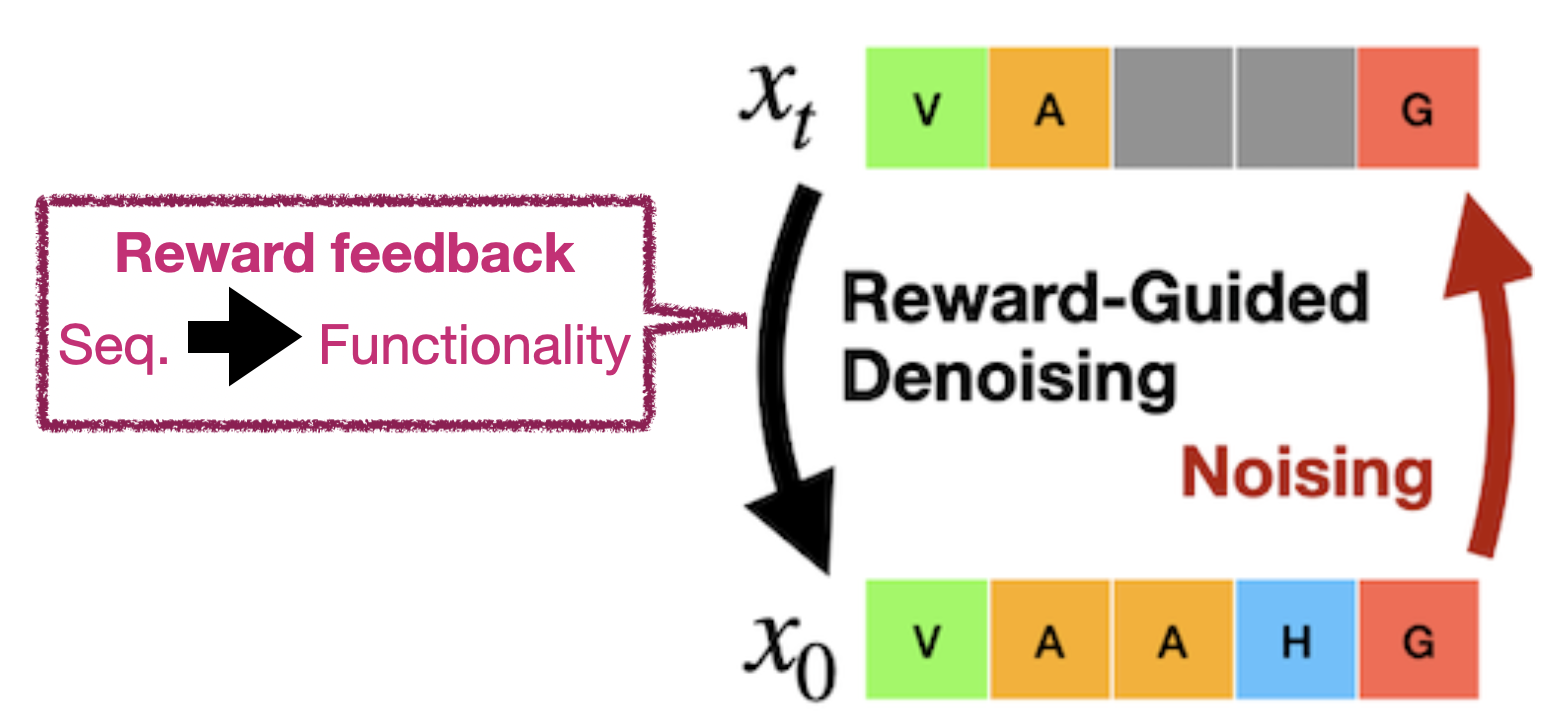 x_t
V A G
Reward feedback
Seq. Functionality
Reward-Guided
Denoising
Noising
x_0
V A A H G